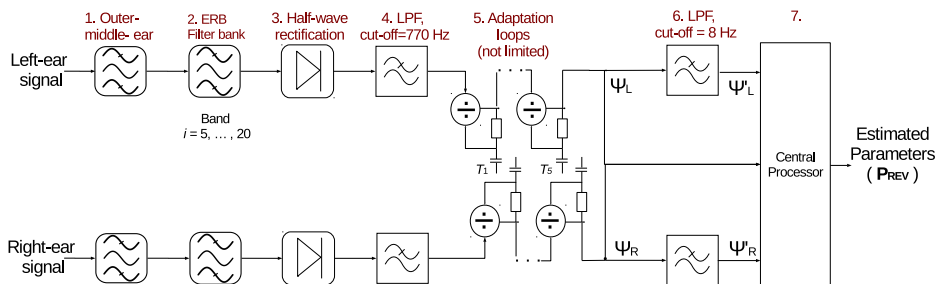 1. Outer-
middle- ear
2. ERB
Filter bank
3. Half-wave
rectification
4. LPF,
cut-off=770 Hz
5. Adaptation
loops
(not limited)
6. LPF,
cut-off = 8 Hz
7.
Left-ear
signal
Band
i = 5, ... , 20
÷
÷
T1
T5
÷
÷
ΨL
Ψ'L
Central
Processor
Estimated
Parameters
( PREV )
Right-ear
signal
ΨR
Ψ'R